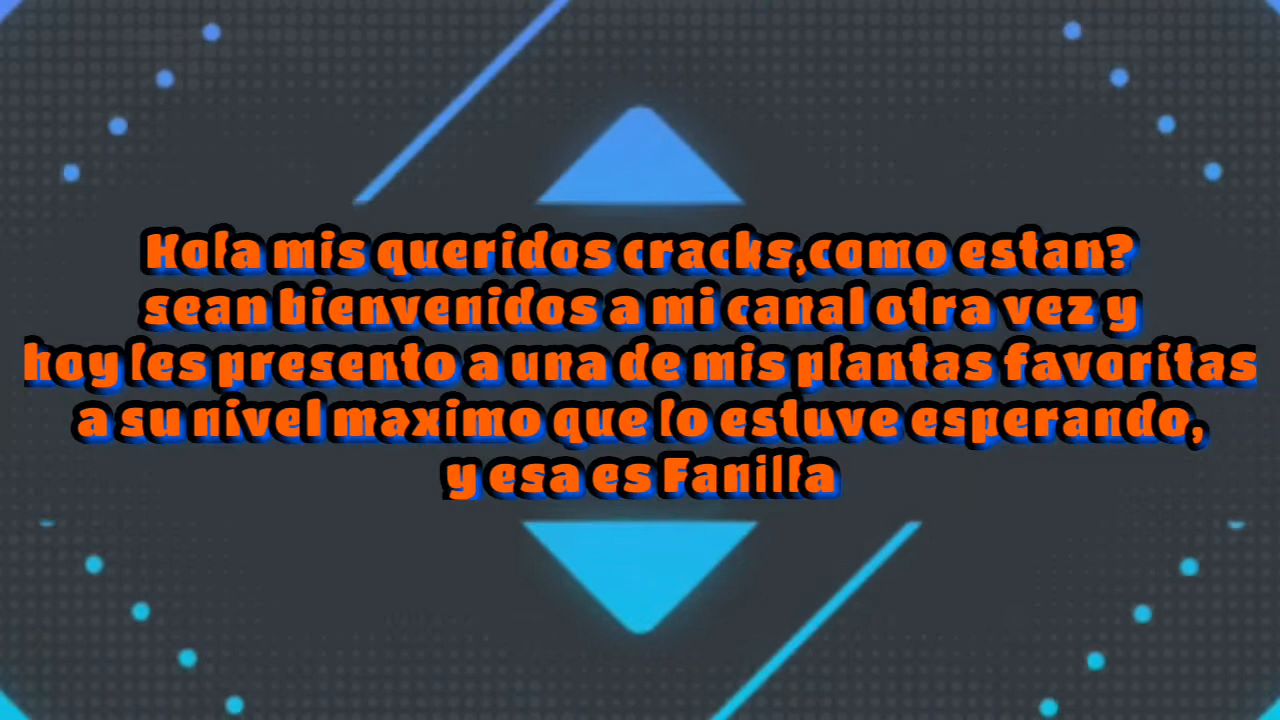 Hola mis queridos cracks,como estan?
sean bienvenidos a mi canal otra vez y
hoy les presento a una de mis plantas favoritas
a su nivel maximo que lo estuve esperando,
y esa es Fanilla